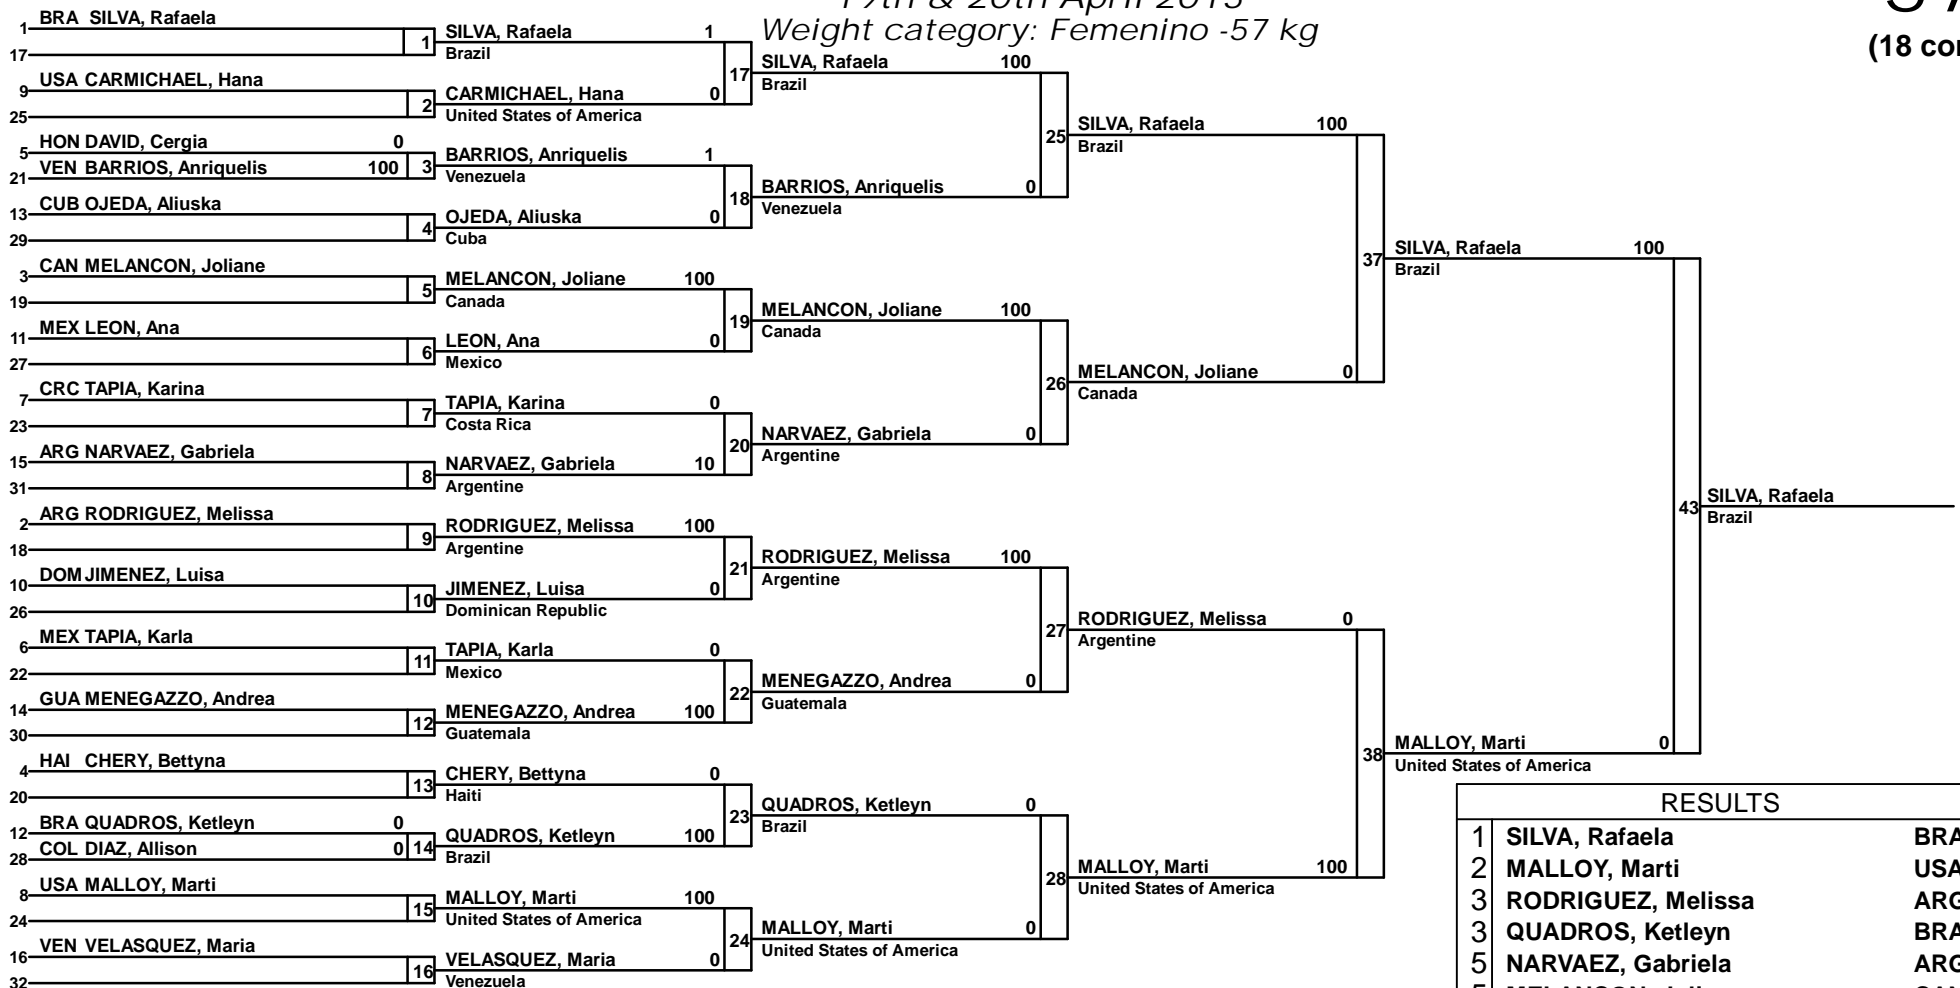 Weight category: Femenino -57 kg
1 BRA SILVA, Rafaela
17
1 SILVA, Rafaela 1
Brazil
9 USA CARMICHAEL, Hana
25
2 CARMICHAEL, Hana 0
United States of America
5 HON DAVID, Cergia 0
21 VEN BARRIOS, Anriquelis 100
3 BARRIOS, Anriquelis 1
Venezuela
13 CUB OJEDA, Aliuska
29
4 OJEDA, Aliuska 0
Cuba
3 CAN MELANCON, Joliane
19
5 MELANCON, Joliane 100
Canada
11 MEX LEON, Ana
27
6 LEON, Ana 0
Mexico
7 CRC TAPIA, Karina
23
7 TAPIA, Karina 0
Costa Rica
15 ARG NARVAEZ, Gabriela
31
8 NARVAEZ, Gabriela 10
Argentine
2 ARG RODRIGUEZ, Melissa
18
9 RODRIGUEZ, Melissa 100
Argentine
10 DOM JIMENEZ, Luisa
26
10 JIMENEZ, Luisa 0
Dominican Republic
6 MEX TAPIA, Karla
22
11 TAPIA, Karla 0
Mexico
14 GUA MENEGAZZO, Andrea
30
12 MENEGAZZO, Andrea 100
Guatemala
4 HAI CHERY, Bettyna
20
13 CHERY, Bettyna 0
Haiti
12 BRA QUADROS, Ketleyn 0
28 COL DIAZ, Allison 0
14 QUADROS, Ketleyn 100
Brazil
8 USA MALLOY, Marti
24
15 MALLOY, Marti 100
United States of America
16 VEN VELASQUEZ, Maria
32
16 VELASQUEZ, Maria 0
Venezuela
17 SILVA, Rafaela 100
Brazil
18 BARRIOS, Anriquelis 0
Venezuela
19 MELANCON, Joliane 100
Canada
20 NARVAEZ, Gabriela 0
Argentine
21 RODRIGUEZ, Melissa 100
Argentine
22 MENEGAZZO, Andrea 0
Guatemala
23 QUADROS, Ketleyn 0
Brazil
24 MALLOY, Marti 0
United States of America
25 SILVA, Rafaela 100
Brazil
26 MELANCON, Joliane 0
Canada
27 RODRIGUEZ, Melissa 0
Argentine
28 MALLOY, Marti 100
United States of America
37 SILVA, Rafaela 100
Brazil
38 MALLOY, Marti 0
United States of America
43 SILVA, Rafaela
Brazil
(18 co
RESULTS
1 SILVA, Rafaela BRA
2 MALLOY, Marti USA
3 RODRIGUEZ, Melissa ARG
3 QUADROS, Ketleyn BRA
5 NARVAEZ, Gabriela ARG